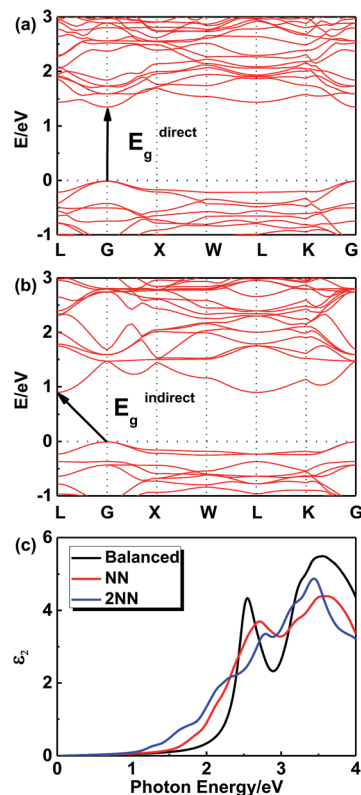 (a)
3
2
1
0
-1
E/eV
E_g^direct
L G X W L K G
(b)
3
2
1
0
-1
E/eV
E_g^indirect
L G X W L K G
(c)
6
4
2
0
ε₂
Balanced
NN
2NN
0 1 2 3 4
Photon Energy/eV